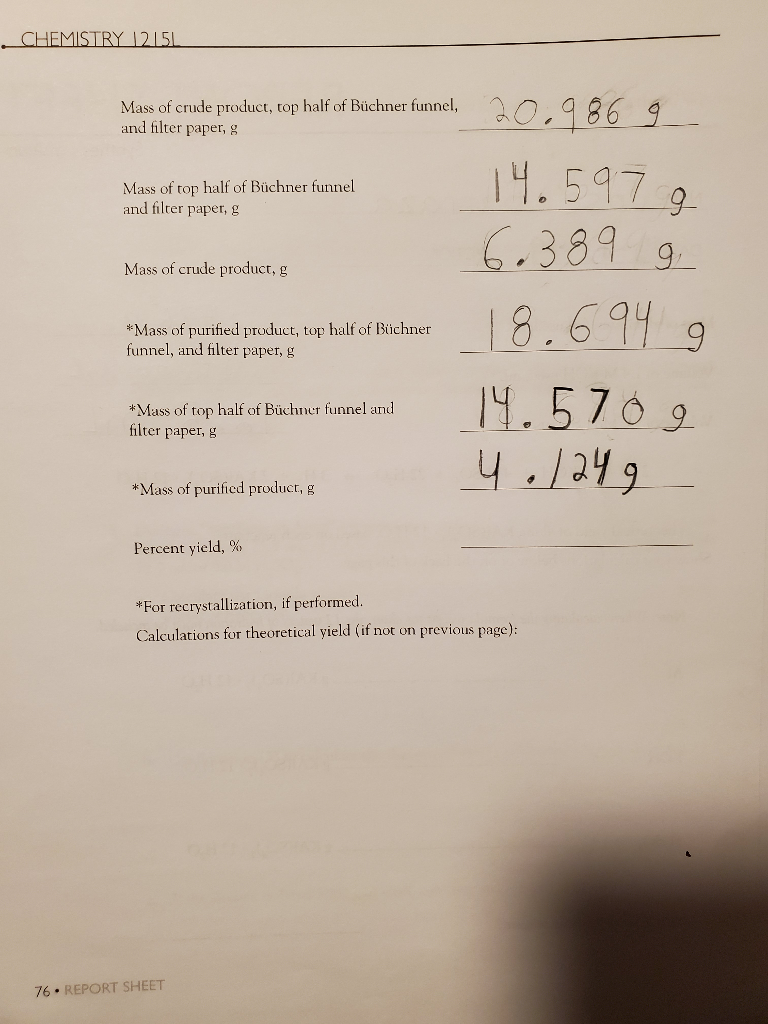 CHEMISTRY 1215L
Mass of crude product, top half of Büchner funnel,
and filter paper, g 20.986 g
Mass of top half of Büchner funnel
and filter paper, g 14.597 g
Mass of crude product, g 6.389 g
*Mass of purified product, top half of Büchner
funnel, and filter paper, g 18.694 g
*Mass of top half of Büchner funnel and
filter paper, g 14.570 g
*Mass of purified product, g 4.124 g
Percent yield, %
*For recrystallization, if performed.
Calculations for theoretical yield (if not on previous page):
76 • REPORT SHEET